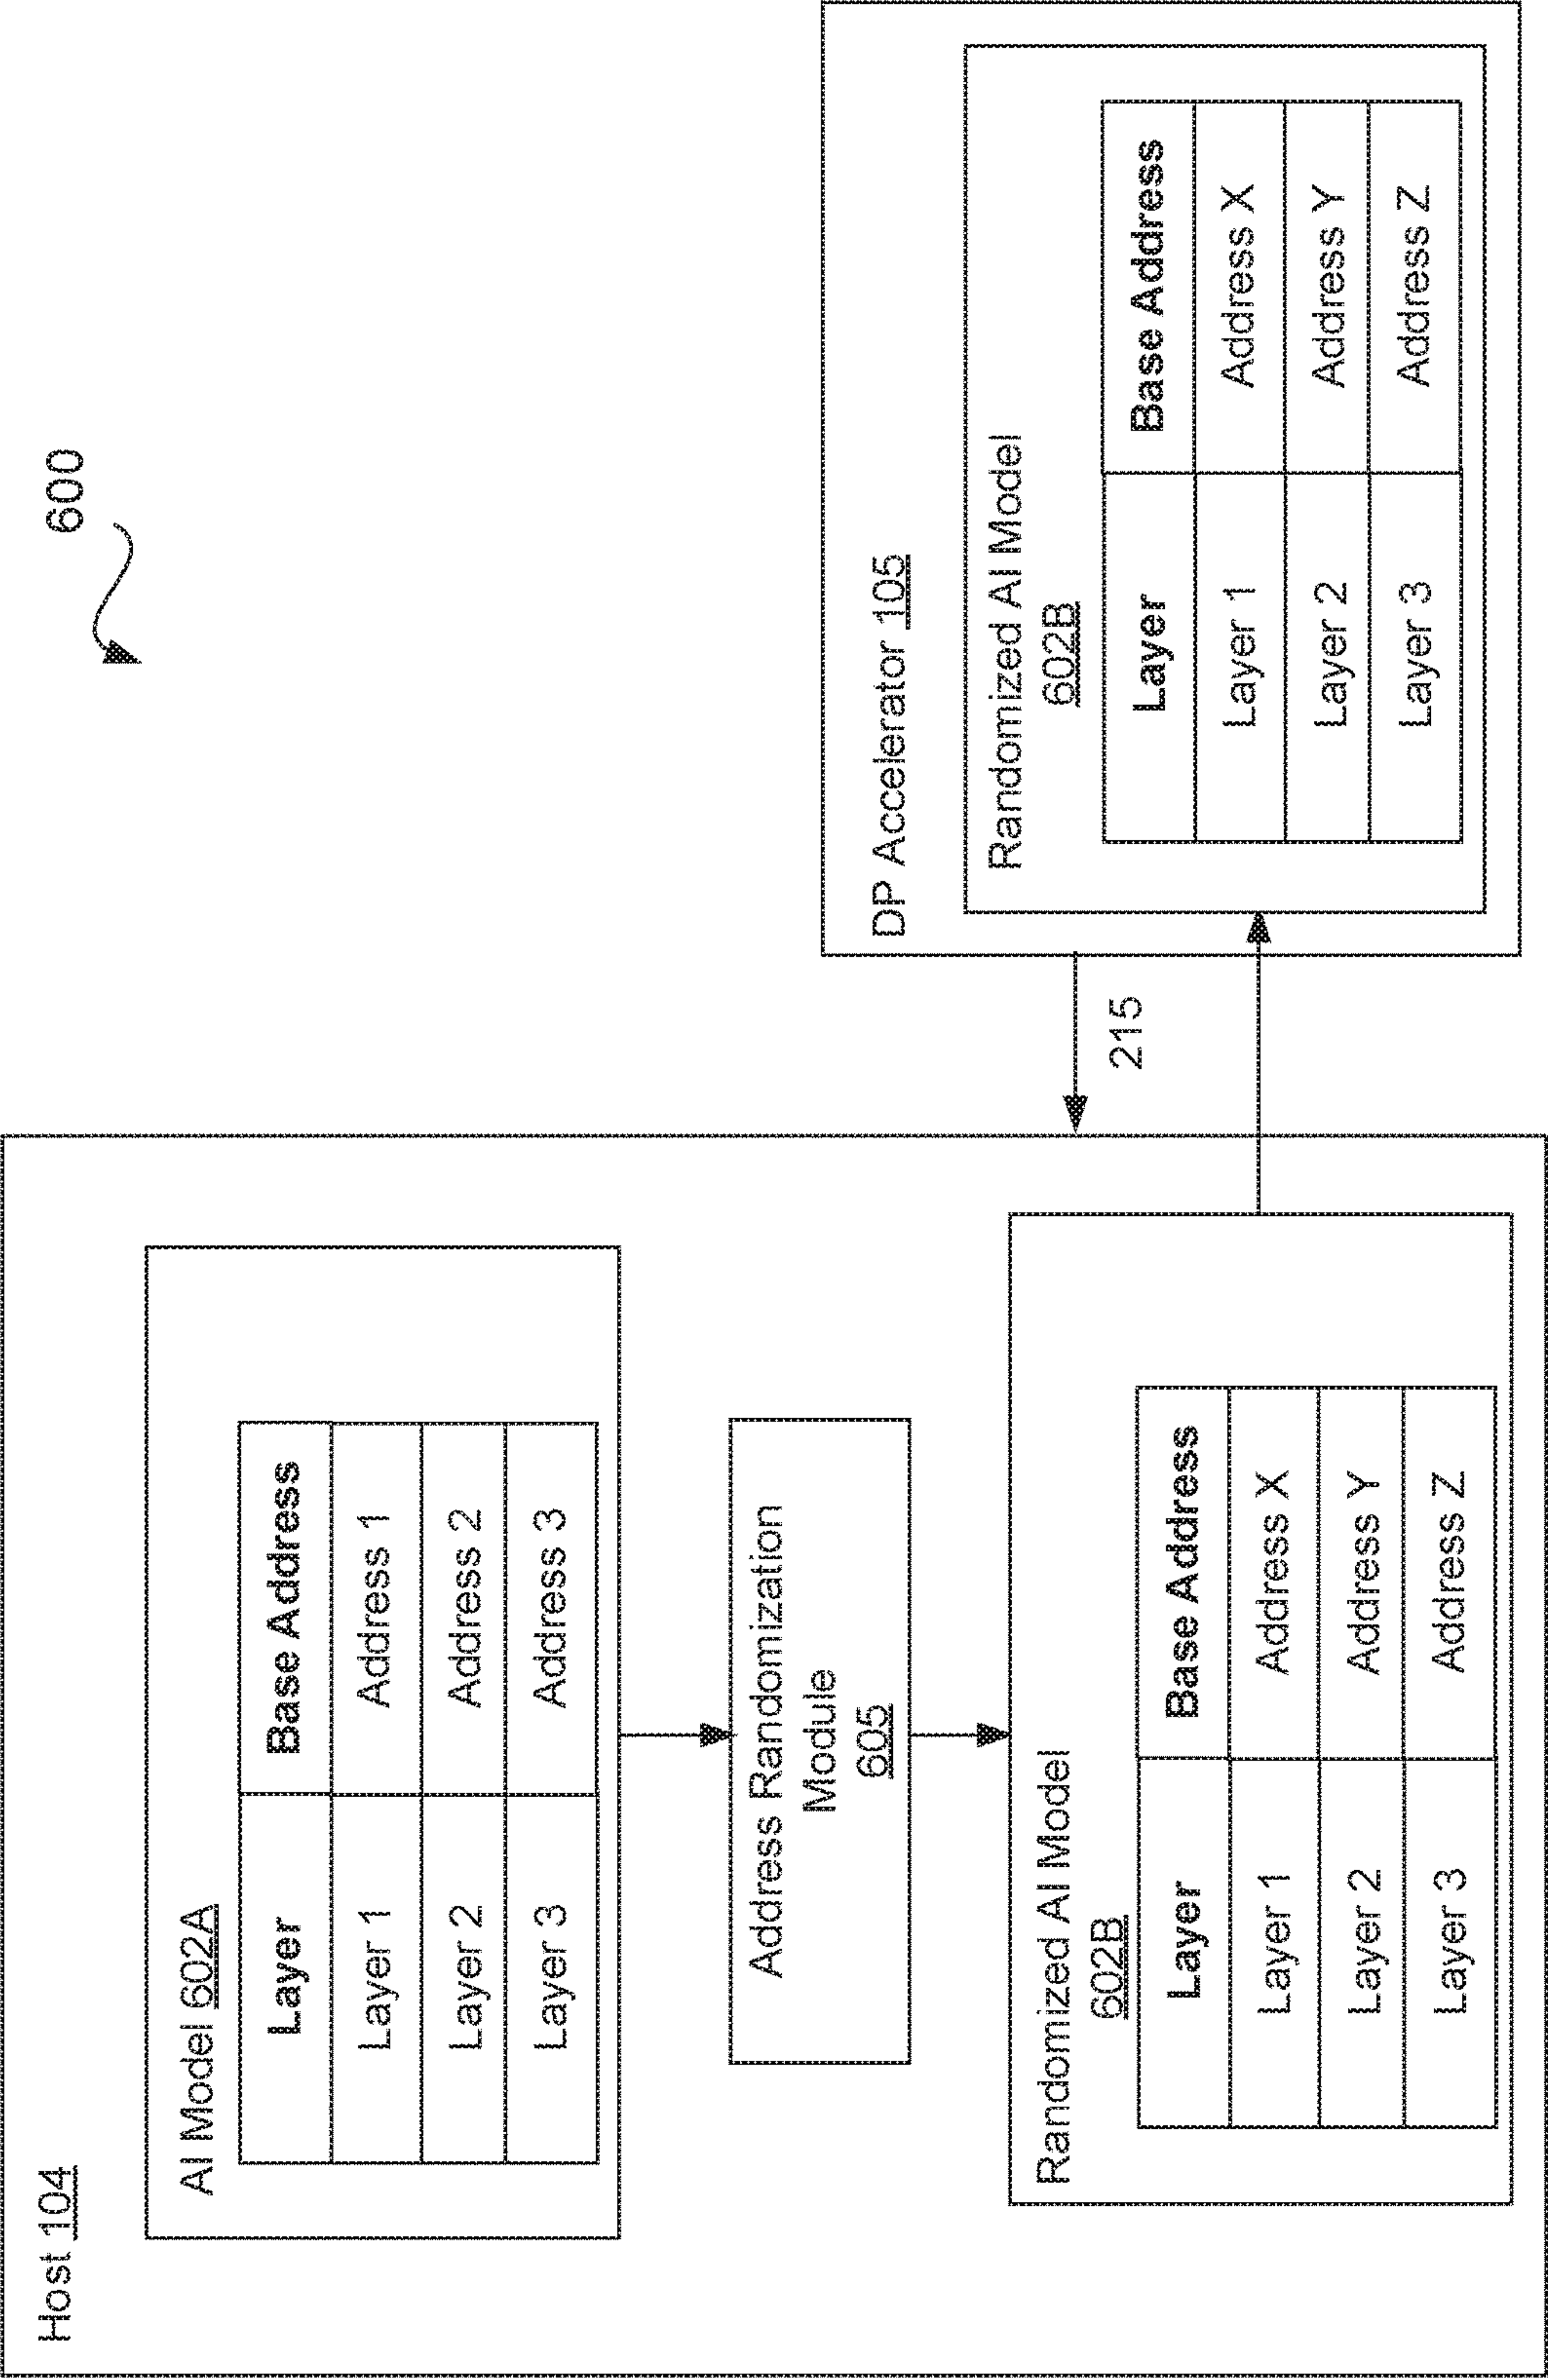 600
Host 104
AI Model 602A
Layer Base Address
Layer 1 Address 1
Layer 2 Address 2
Layer 3 Address 3
Address Randomization
Module
605
Randomized AI Model
602B
Layer Base Address
Layer 1 Address X
Layer 2 Address Y
Layer 3 Address Z
215
DP Accelerator 105
Randomized AI Model
602B
Layer Base Address
Layer 1 Address X
Layer 2 Address Y
Layer 3 Address Z